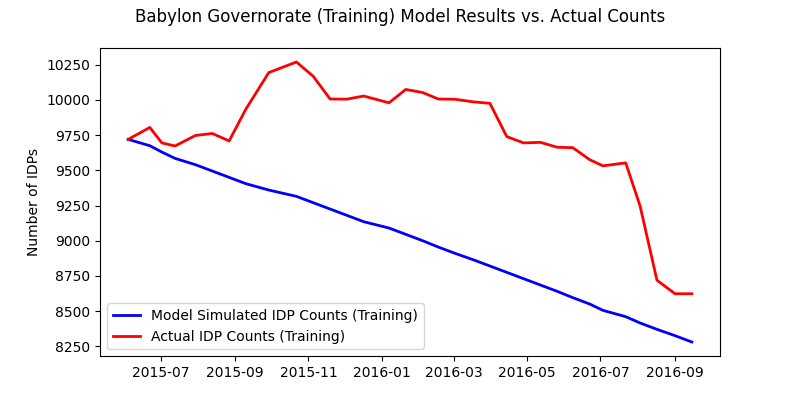 Babylon Governorate (Training) Model Results vs. Actual Counts
Number of IDPs
10250
10000
9750
9500
9250
9000
8750
8500
8250
Model Simulated IDP Counts (Training)
Actual IDP Counts (Training)
2015-07 2015-09 2015-11 2016-01 2016-03 2016-05 2016-07 2016-09